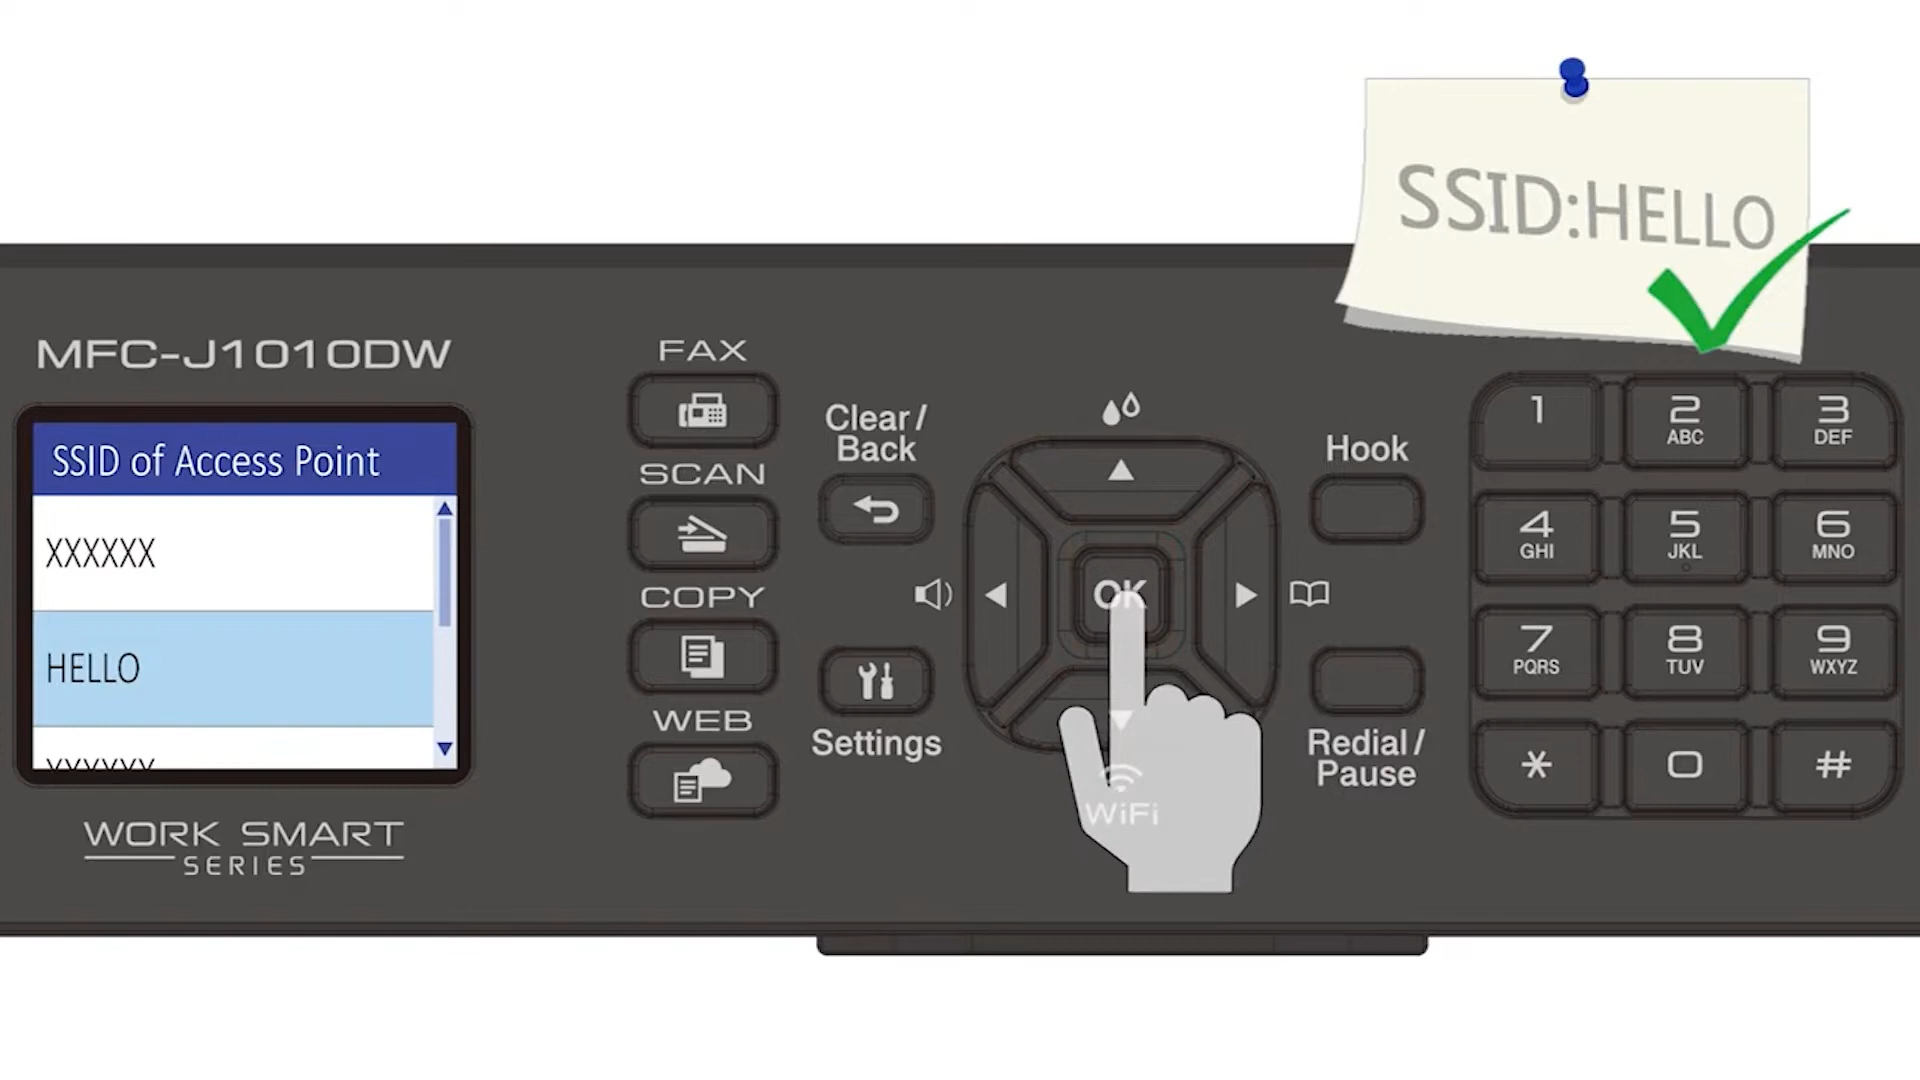 SSID:HELLO
MFC-J1010DW
SSID of Access Point
XXXXXX
HELLO
XXXXXX
WORK SMART
SERIES
FAX
SCAN
COPY
WEB
Clear/
Back
Settings
OK
WiFi
Hook
Redial/
Pause
1
2
ABC
3
DEF
4
GHI
5
JKL
6
MNO
7
PQRS
8
TUV
9
WXYZ
*
0
#